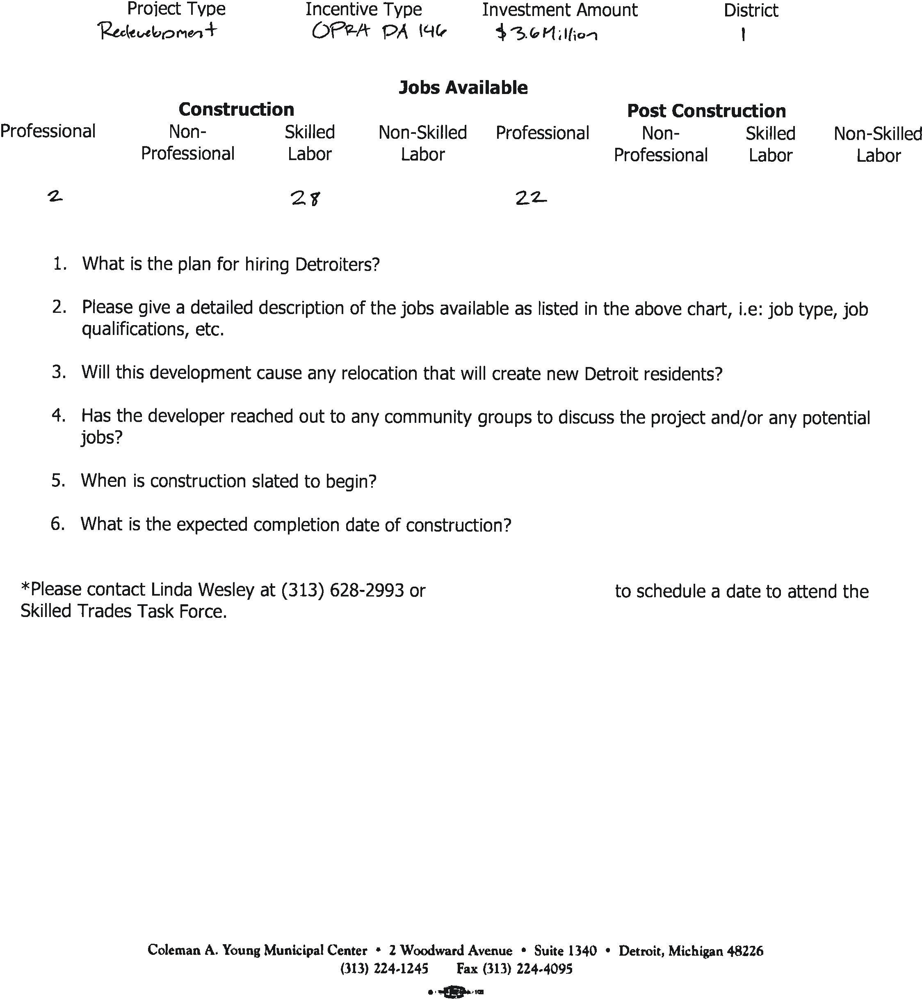 Project Type Incentive Type Investment Amount District
Redevelopment OPRA PA 146 $3.6 Million 1
Jobs Available
Construction Post Construction
Professional Non- Skilled Non-Skilled Professional Non- Skilled Non-Skilled
Professional Labor Labor Professional Labor Labor
2 28 22
1. What is the plan for hiring Detroiters?
2. Please give a detailed description of the jobs available as listed in the above chart, i.e: job type, job
qualifications, etc.
3. Will this development cause any relocation that will create new Detroit residents?
4. Has the developer reached out to any community groups to discuss the project and/or any potential
jobs?
5. When is construction slated to begin?
6. What is the expected completion date of construction?
*Please contact Linda Wesley at (313) 628-2993 or to schedule a date to attend the
Skilled Trades Task Force.
Coleman A. Young Municipal Center • 2 Woodward Avenue • Suite 1340 • Detroit, Michigan 48226
(313) 224-1245 Fax (313) 224-4095